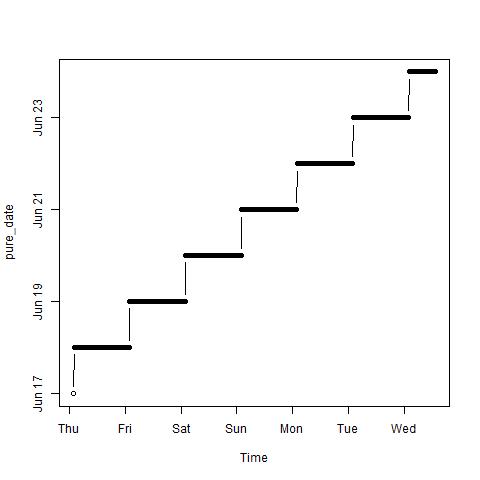 pure_date
Jun 23
Jun 21
Jun 19
Jun 17
Thu Fri Sat Sun Mon Tue Wed
Time